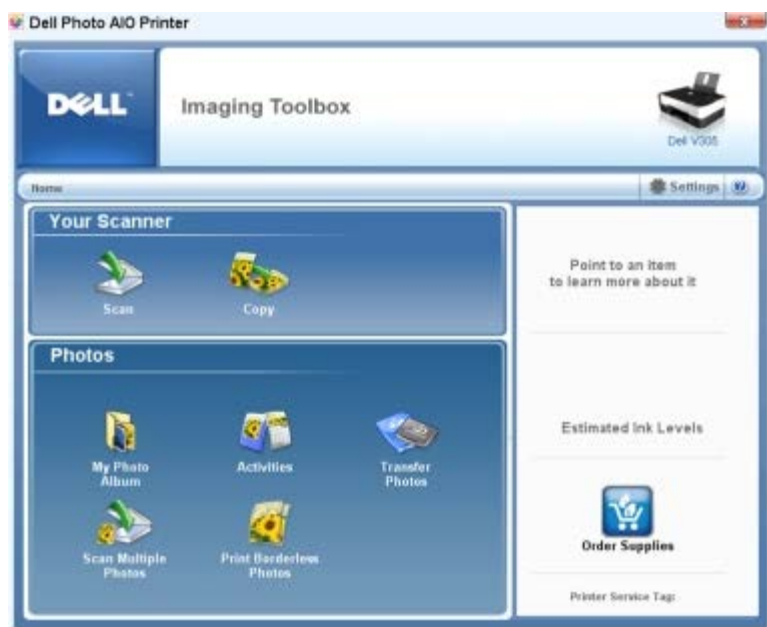 Dell Photo AIO Printer
DELL
Imaging Toolbox
Dell V305
Home
Settings
?
Your Scanner
Scan
Copy
Point to an item
to learn more about it
Photos
My Photo
Album
Activities
Transfer
Photos
Scan Multiple
Photos
Print Borderless
Photos
Estimated Ink Levels
Order Supplies
Printer Service Tag: